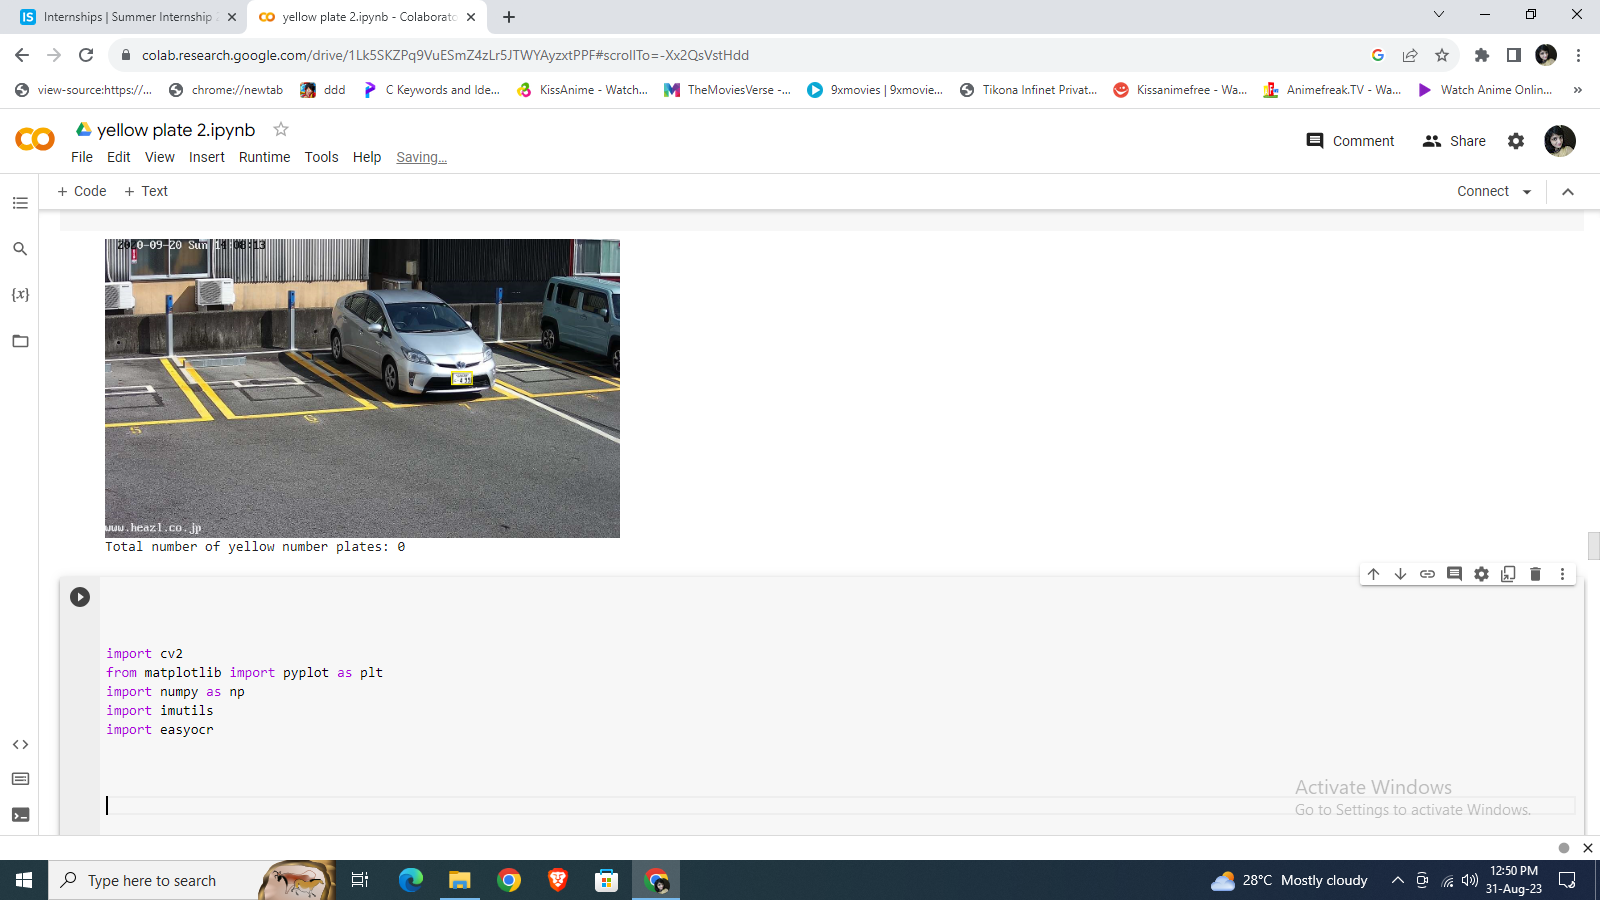 Internships | Summer Internship
yellow plate 2.ipynb - Colaborato
colab.research.google.com/drive/1Lk5SKZPq9VuESmZ4zLr5JTWYAyzxtPPF#scrollTo=-Xx2QsVstHdd
view-source:https://... chrome://newtab ddd C Keywords and Ide... KissAnime - Watch... TheMoviesVerse -... 9xmovies | 9xmovie... Tikona Infinet Privat... Kissanimefree - Wa... Animefreak.TV - Wa... Watch Anime Onlin... »
yellow plate 2.ipynb
Comment Share
File Edit View Insert Runtime Tools Help Saving...
+ Code + Text Connect
{x}
2020-09-20 Sun 14:08:13
5 6 7
www.heazl.co.jp
Total number of yellow number plates: 0
import cv2
from matplotlib import pyplot as plt
import numpy as np
import imutils
import easyocr
Activate Windows
Go to Settings to activate Windows.
Type here to search
28°C Mostly cloudy
12:50 PM
31-Aug-23